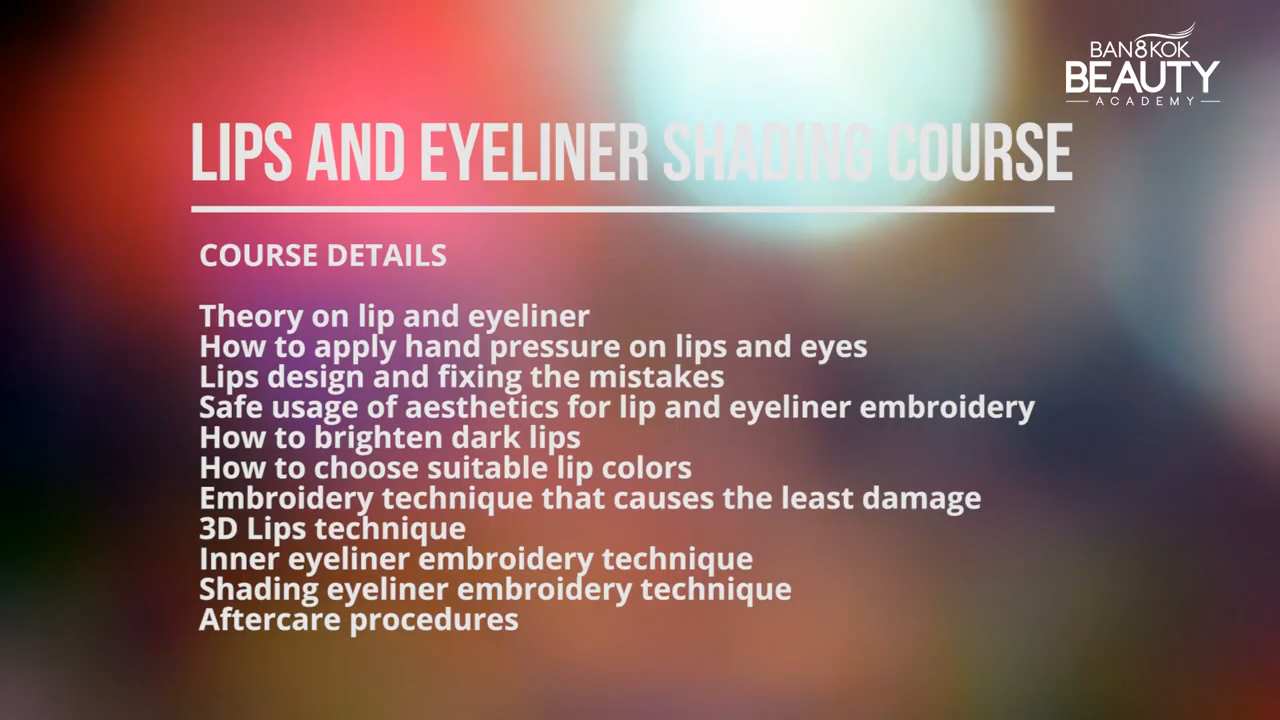 BAN8KOK
BEAUTY
ACADEMY
LIPS AND EYELINER SHADING COURSE
COURSE DETAILS
Theory on lip and eyeliner
How to apply hand pressure on lips and eyes
Lips design and fixing the mistakes
Safe usage of aesthetics for lip and eyeliner embroidery
How to brighten dark lips
How to choose suitable lip colors
Embroidery technique that causes the least damage
3D Lips technique
Inner eyeliner embroidery technique
Shading eyeliner embroidery technique
Aftercare procedures